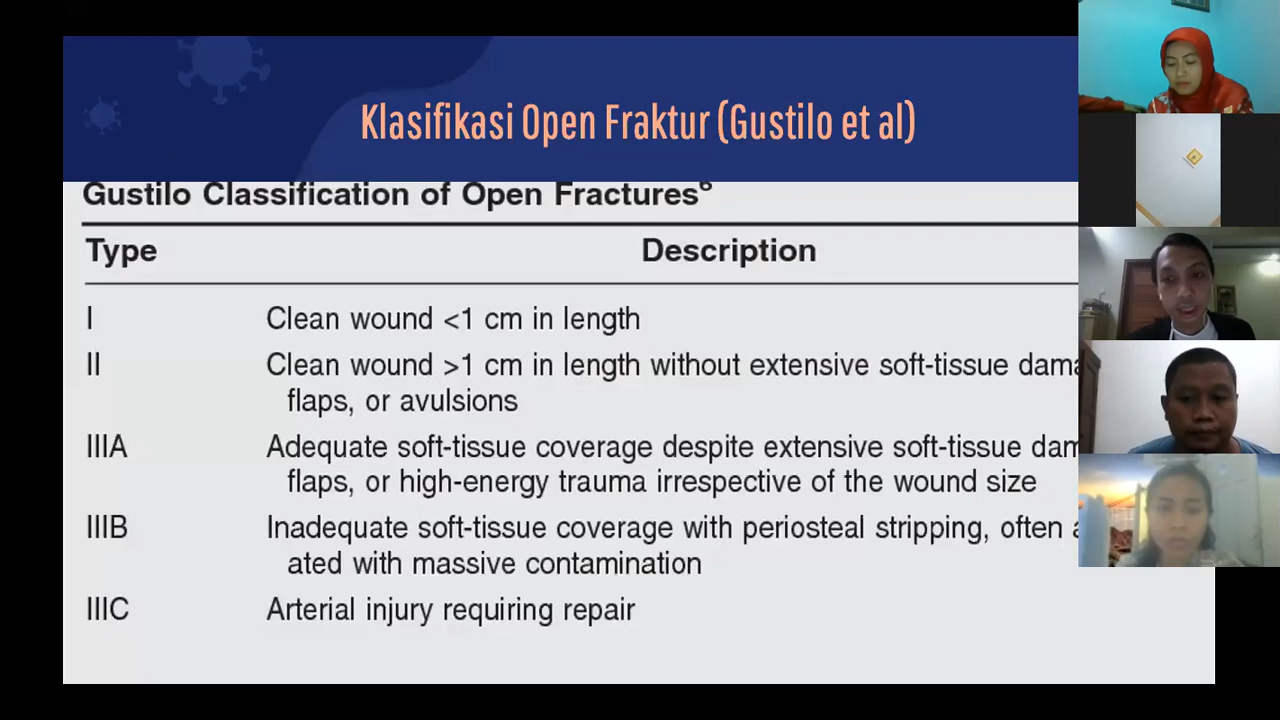 Klasifikasi Open Fraktur (Gustilo et al)
Gustilo Classification of Open Fractures⁶
Type Description
I Clean wound <1 cm in length
II Clean wound >1 cm in length without extensive soft-tissue
flaps, or avulsions
IIIA Adequate soft-tissue coverage despite extensive soft-tissue
flaps, or high-energy trauma irrespective of the wound size
IIIB Inadequate soft-tissue coverage with periosteal stripping, often
ated with massive contamination
IIIC Arterial injury requiring repair